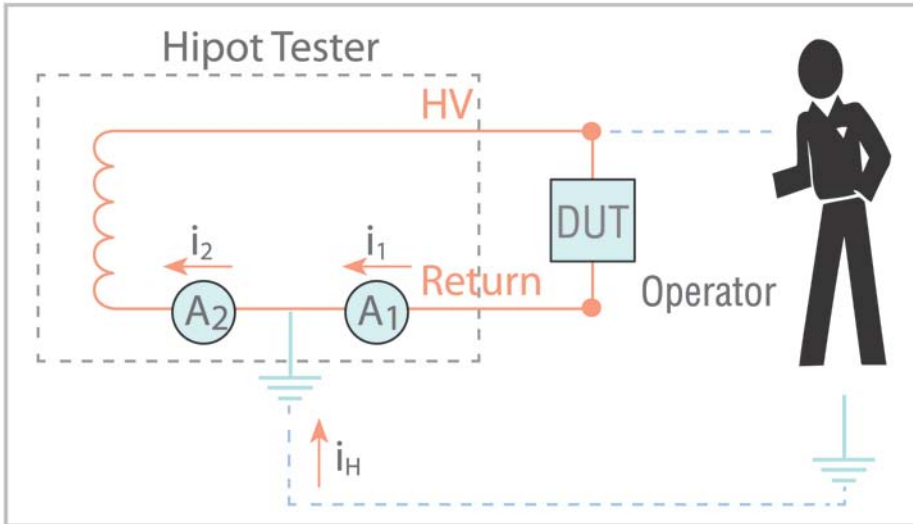 Hipot Tester
HV
DUT
i2
i1
Return
Operator
A2
A1
iH